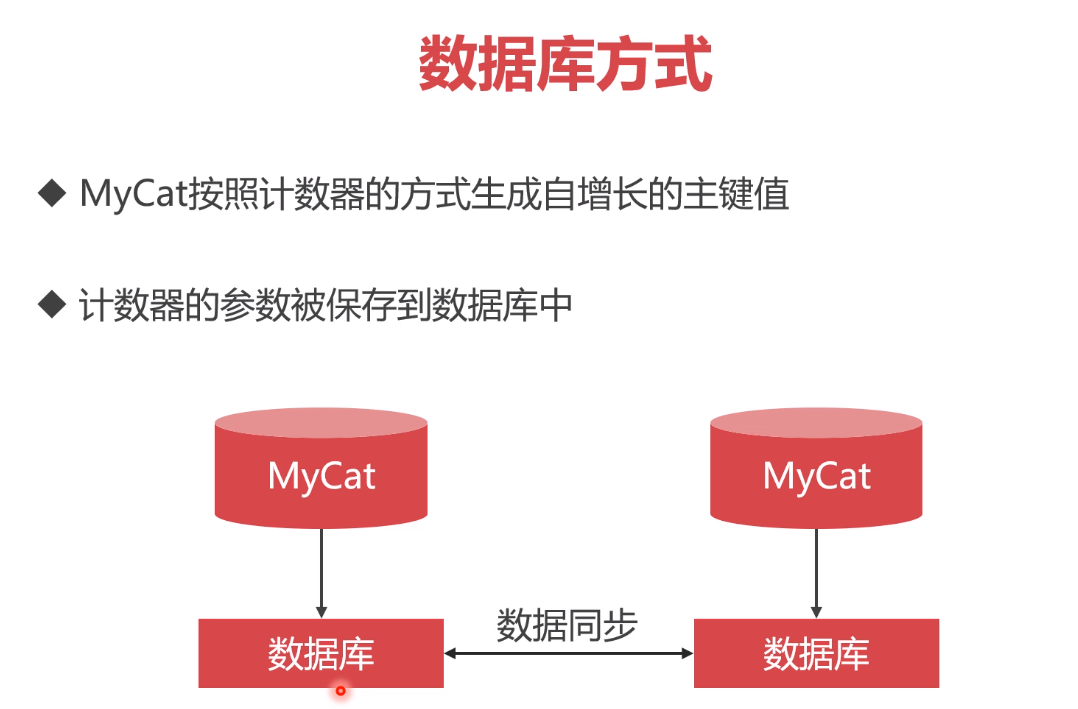 数据库方式
MyCat按照计数器的方式生成自增长的主键值
计数器的参数被保存到数据库中
MyCat
MyCat
数据同步
数据库
数据库